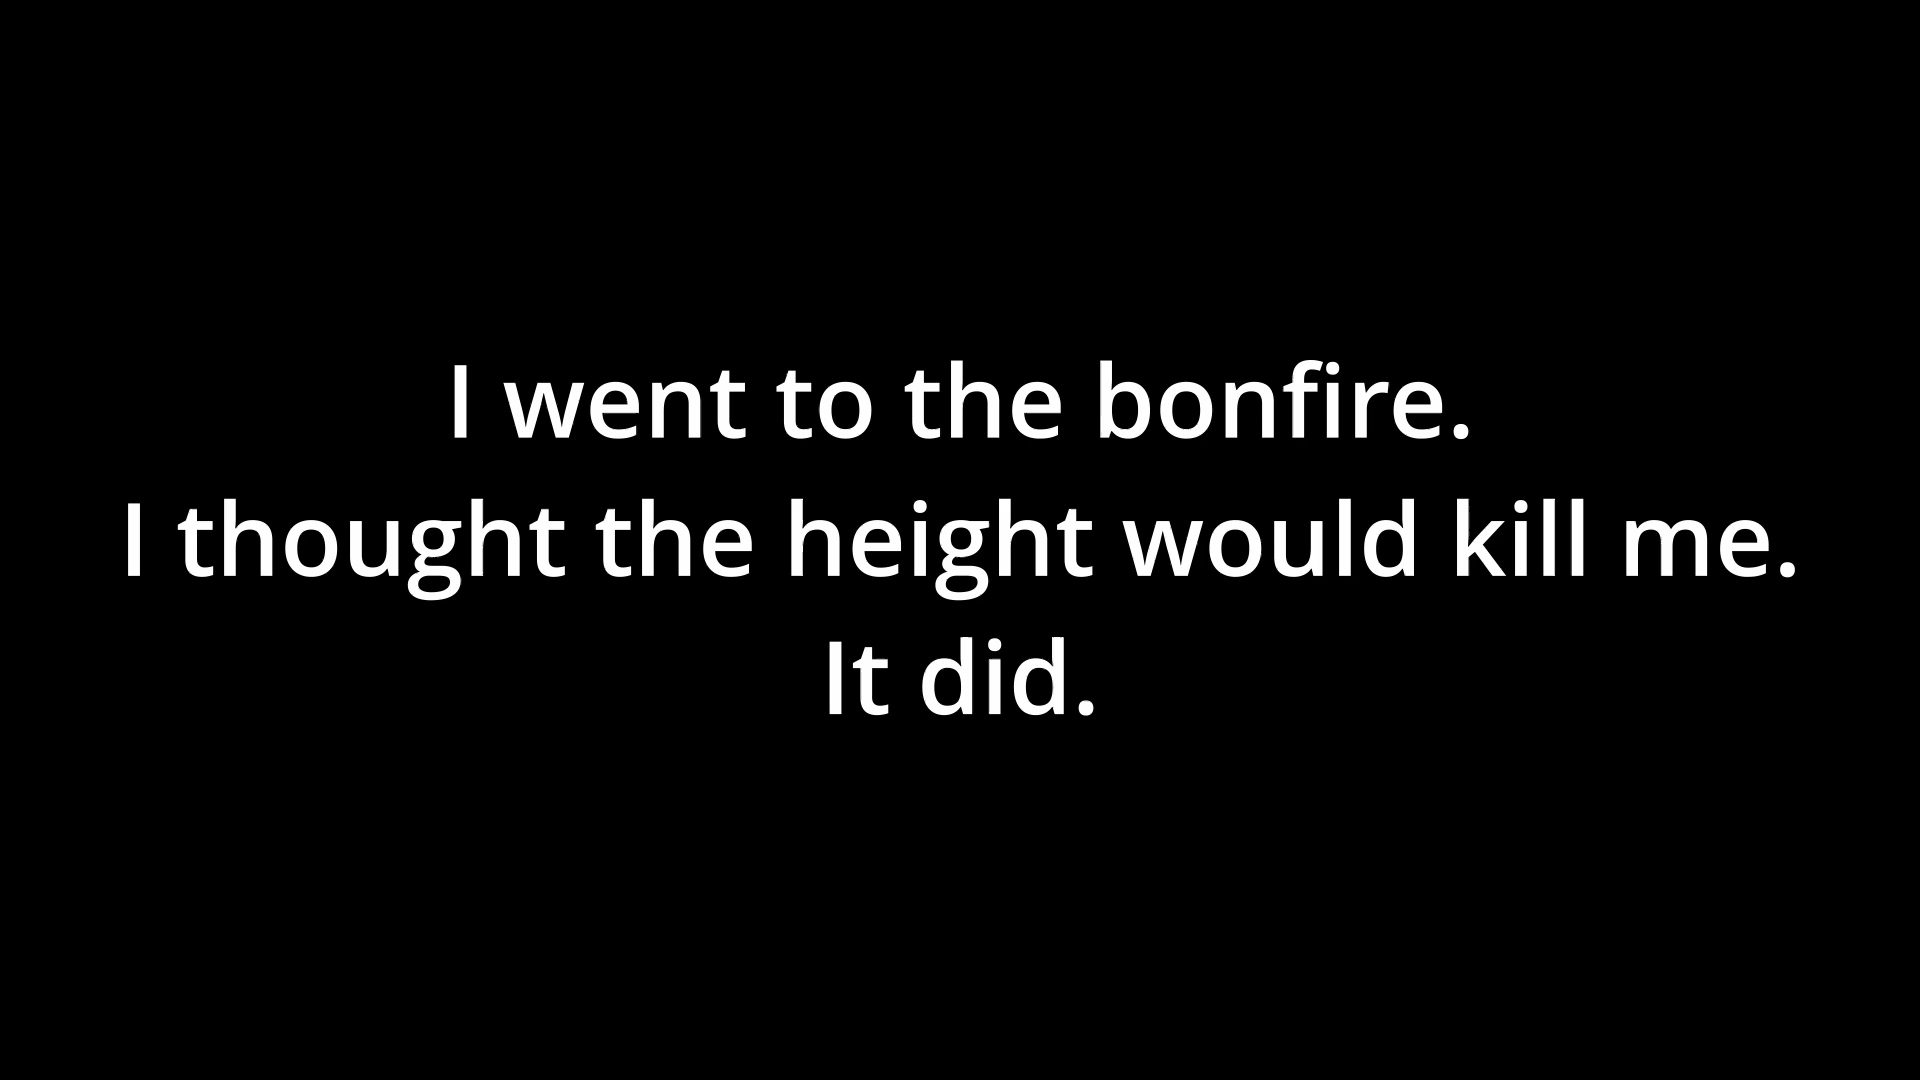 I went to the bonfire.
I thought the height would kill me.
It did.